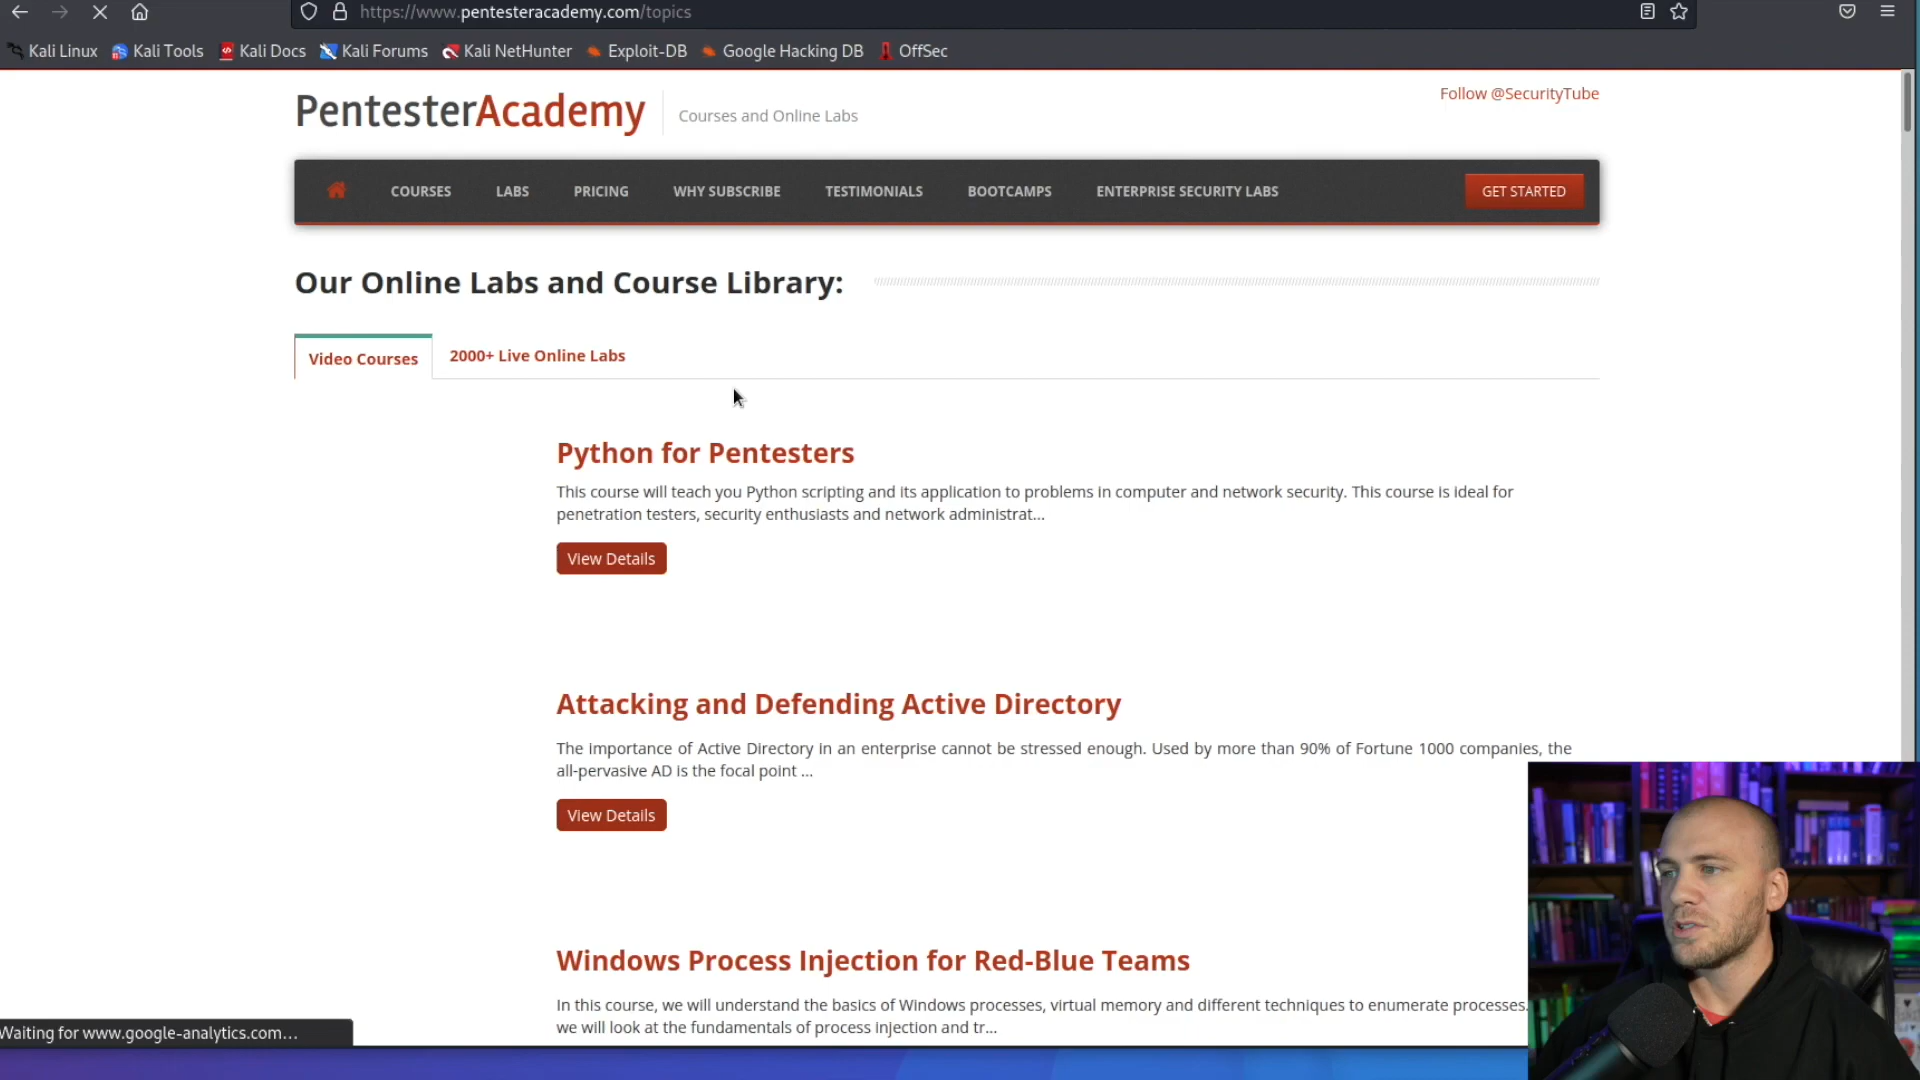 https://www.pentesteracademy.com/topics
Kali Linux Kali Tools Kali Docs Kali Forums Kali NetHunter Exploit-DB Google Hacking DB OffSec
PentesterAcademy Courses and Online Labs Follow @SecurityTube
COURSES LABS PRICING WHY SUBSCRIBE TESTIMONIALS BOOTCAMPS ENTERPRISE SECURITY LABS GET STARTED
Our Online Labs and Course Library:
Video Courses 2000+ Live Online Labs
Python for Pentesters
This course will teach you Python scripting and its application to problems in computer and network security. This course is ideal for
penetration testers, security enthusiasts and network administrat...
View Details
Attacking and Defending Active Directory
The importance of Active Directory in an enterprise cannot be stressed enough. Used by more than 90% of Fortune 1000 companies, the
all-pervasive AD is the focal point ...
View Details
Windows Process Injection for Red-Blue Teams
In this course, we will understand the basics of Windows processes, virtual memory and different techniques to enumerate processes.
we will look at the fundamentals of process injection and tr...
Waiting for www.google-analytics.com...